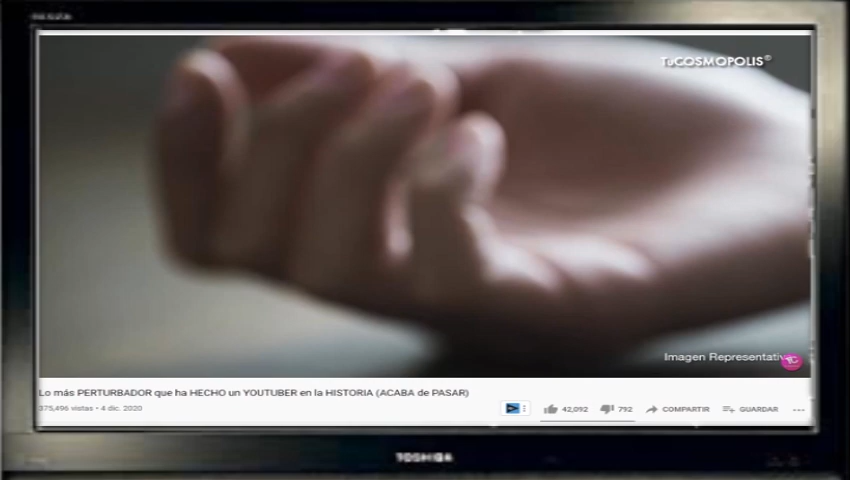 TuCOSMOPOLIS©
Imagen Representativ
Lo más PERTURBADOR que ha HECHO un YOUTUBER en la HISTORIA (ACABA de PASAR)
375,496 vistas • 4 dic. 2020
42,092
792
COMPARTIR
GUARDAR
TOSHIBA